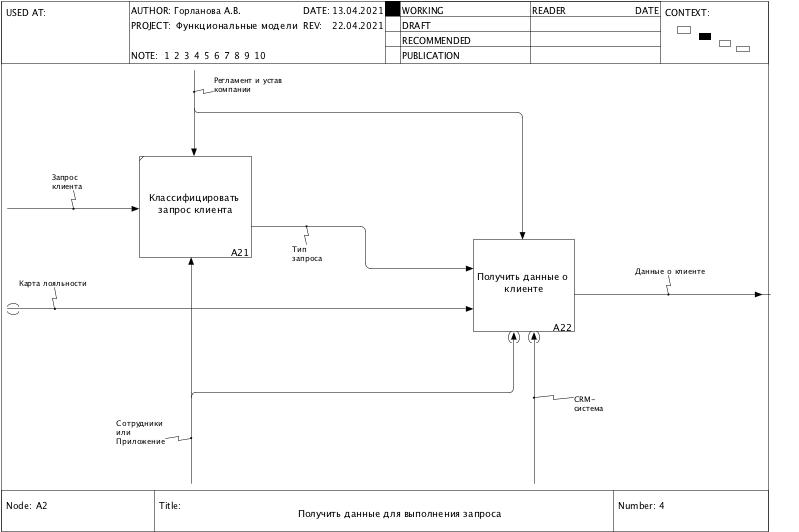 USED AT:
AUTHOR: Горланова А.В.
DATE: 13.04.2021
WORKING
READER
DATE
CONTEXT:
PROJECT: Функциональные модели
REV: 22.04.2021
DRAFT
RECOMMENDED
NOTE: 1 2 3 4 5 6 7 8 9 10
PUBLICATION
Регламент и устав
компании
Запрос
клиента
Классифицировать
запрос клиента
A21
Тип
запроса
Карта лояльности
Получить данные о
клиенте
A22
Данные о клиенте
CRM-
система
Сотрудники
или
Приложение
Node: A2
Title:
Получить данные для выполнения запроса
Number: 4